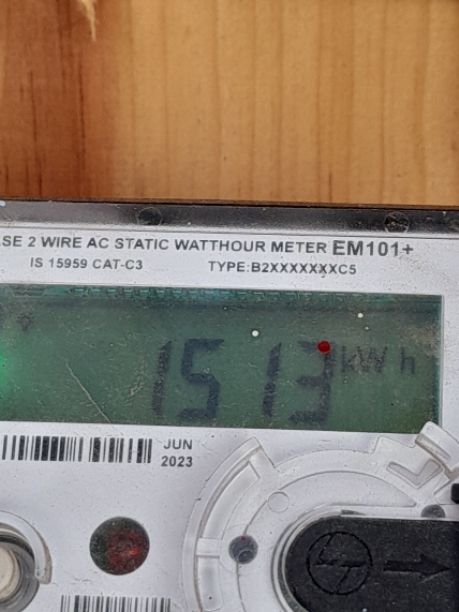 SE 2 WIRE AC STATIC WATTHOUR METER EM101+
IS 15959 CAT-C3 TYPE:B2XXXXXXXC5
1513 kWh
JUN
2023